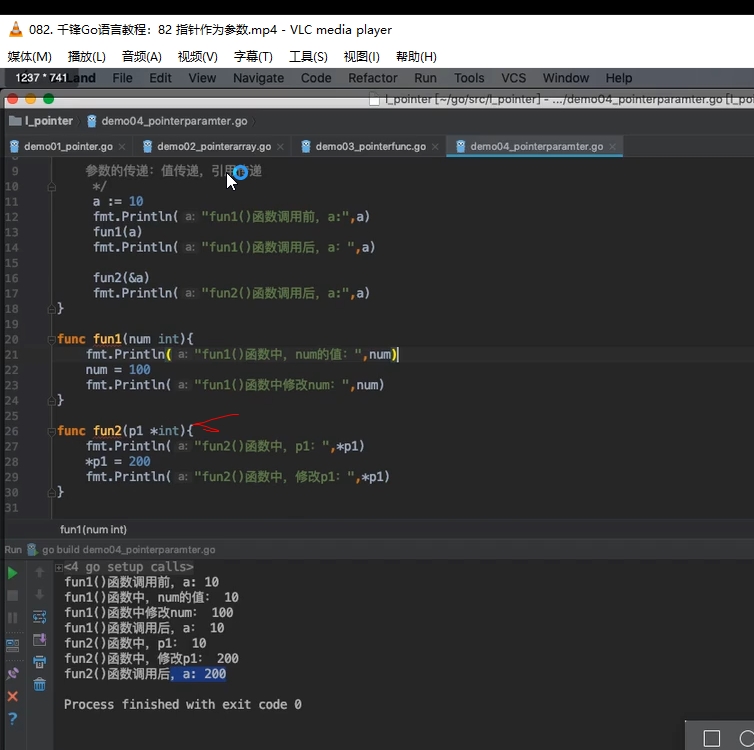 082. 千锋Go语言教程：82 指针作为参数.mp4 - VLC media player
媒体(M) 播放(L) 音频(A) 视频(V) 字幕(T) 工具(S) 视图(I) 帮助(H)
1237 * 741 Land File Edit View Navigate Code Refactor Run Tools VCS Window Help
l_pointer [~/go/src/l_pointer] - .../demo04_pointerparamter.go [l_po
l_pointer demo04_pointerparamter.go
demo01_pointer.go demo02_pointerarray.go demo03_pointerfunc.go demo04_pointerparamter.go
9 参数的传递：值传递，引用传递
10 */
11 a := 10
12 fmt.Println( a: "fun1()函数调用前，a:",a)
13 fun1(a)
14 fmt.Println( a: "fun1()函数调用后，a：",a)
15
16 fun2(&a)
17 fmt.Println( a: "fun2()函数调用后，a:",a)
18 }
19
20 func fun1(num int){
21 fmt.Println( a: "fun1()函数中，num的值：",num)
22 num = 100
23 fmt.Println( a: "fun1()函数中修改num：",num)
24 }
25
26 func fun2(p1 *int){
27 fmt.Println( a: "fun2()函数中，p1：",*p1)
28 *p1 = 200
29 fmt.Println( a: "fun2()函数中，修改p1：",*p1)
30 }
31
fun1(num int)
Run go build demo04_pointerparamter.go
<4 go setup calls>
fun1()函数调用前，a: 10
fun1()函数中，num的值： 10
fun1()函数中修改num： 100
fun1()函数调用后，a： 10
fun2()函数中，p1： 10
fun2()函数中，修改p1： 200
fun2()函数调用后，a: 200
Process finished with exit code 0